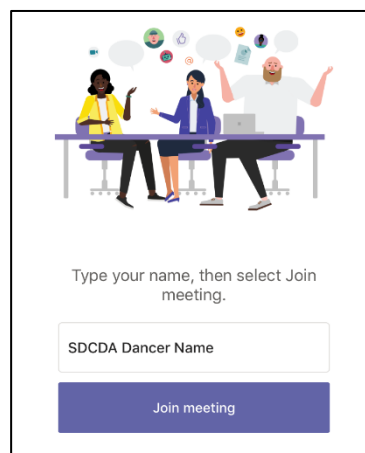 Type your name, then select Join
meeting.
SDCDA Dancer Name
Join meeting